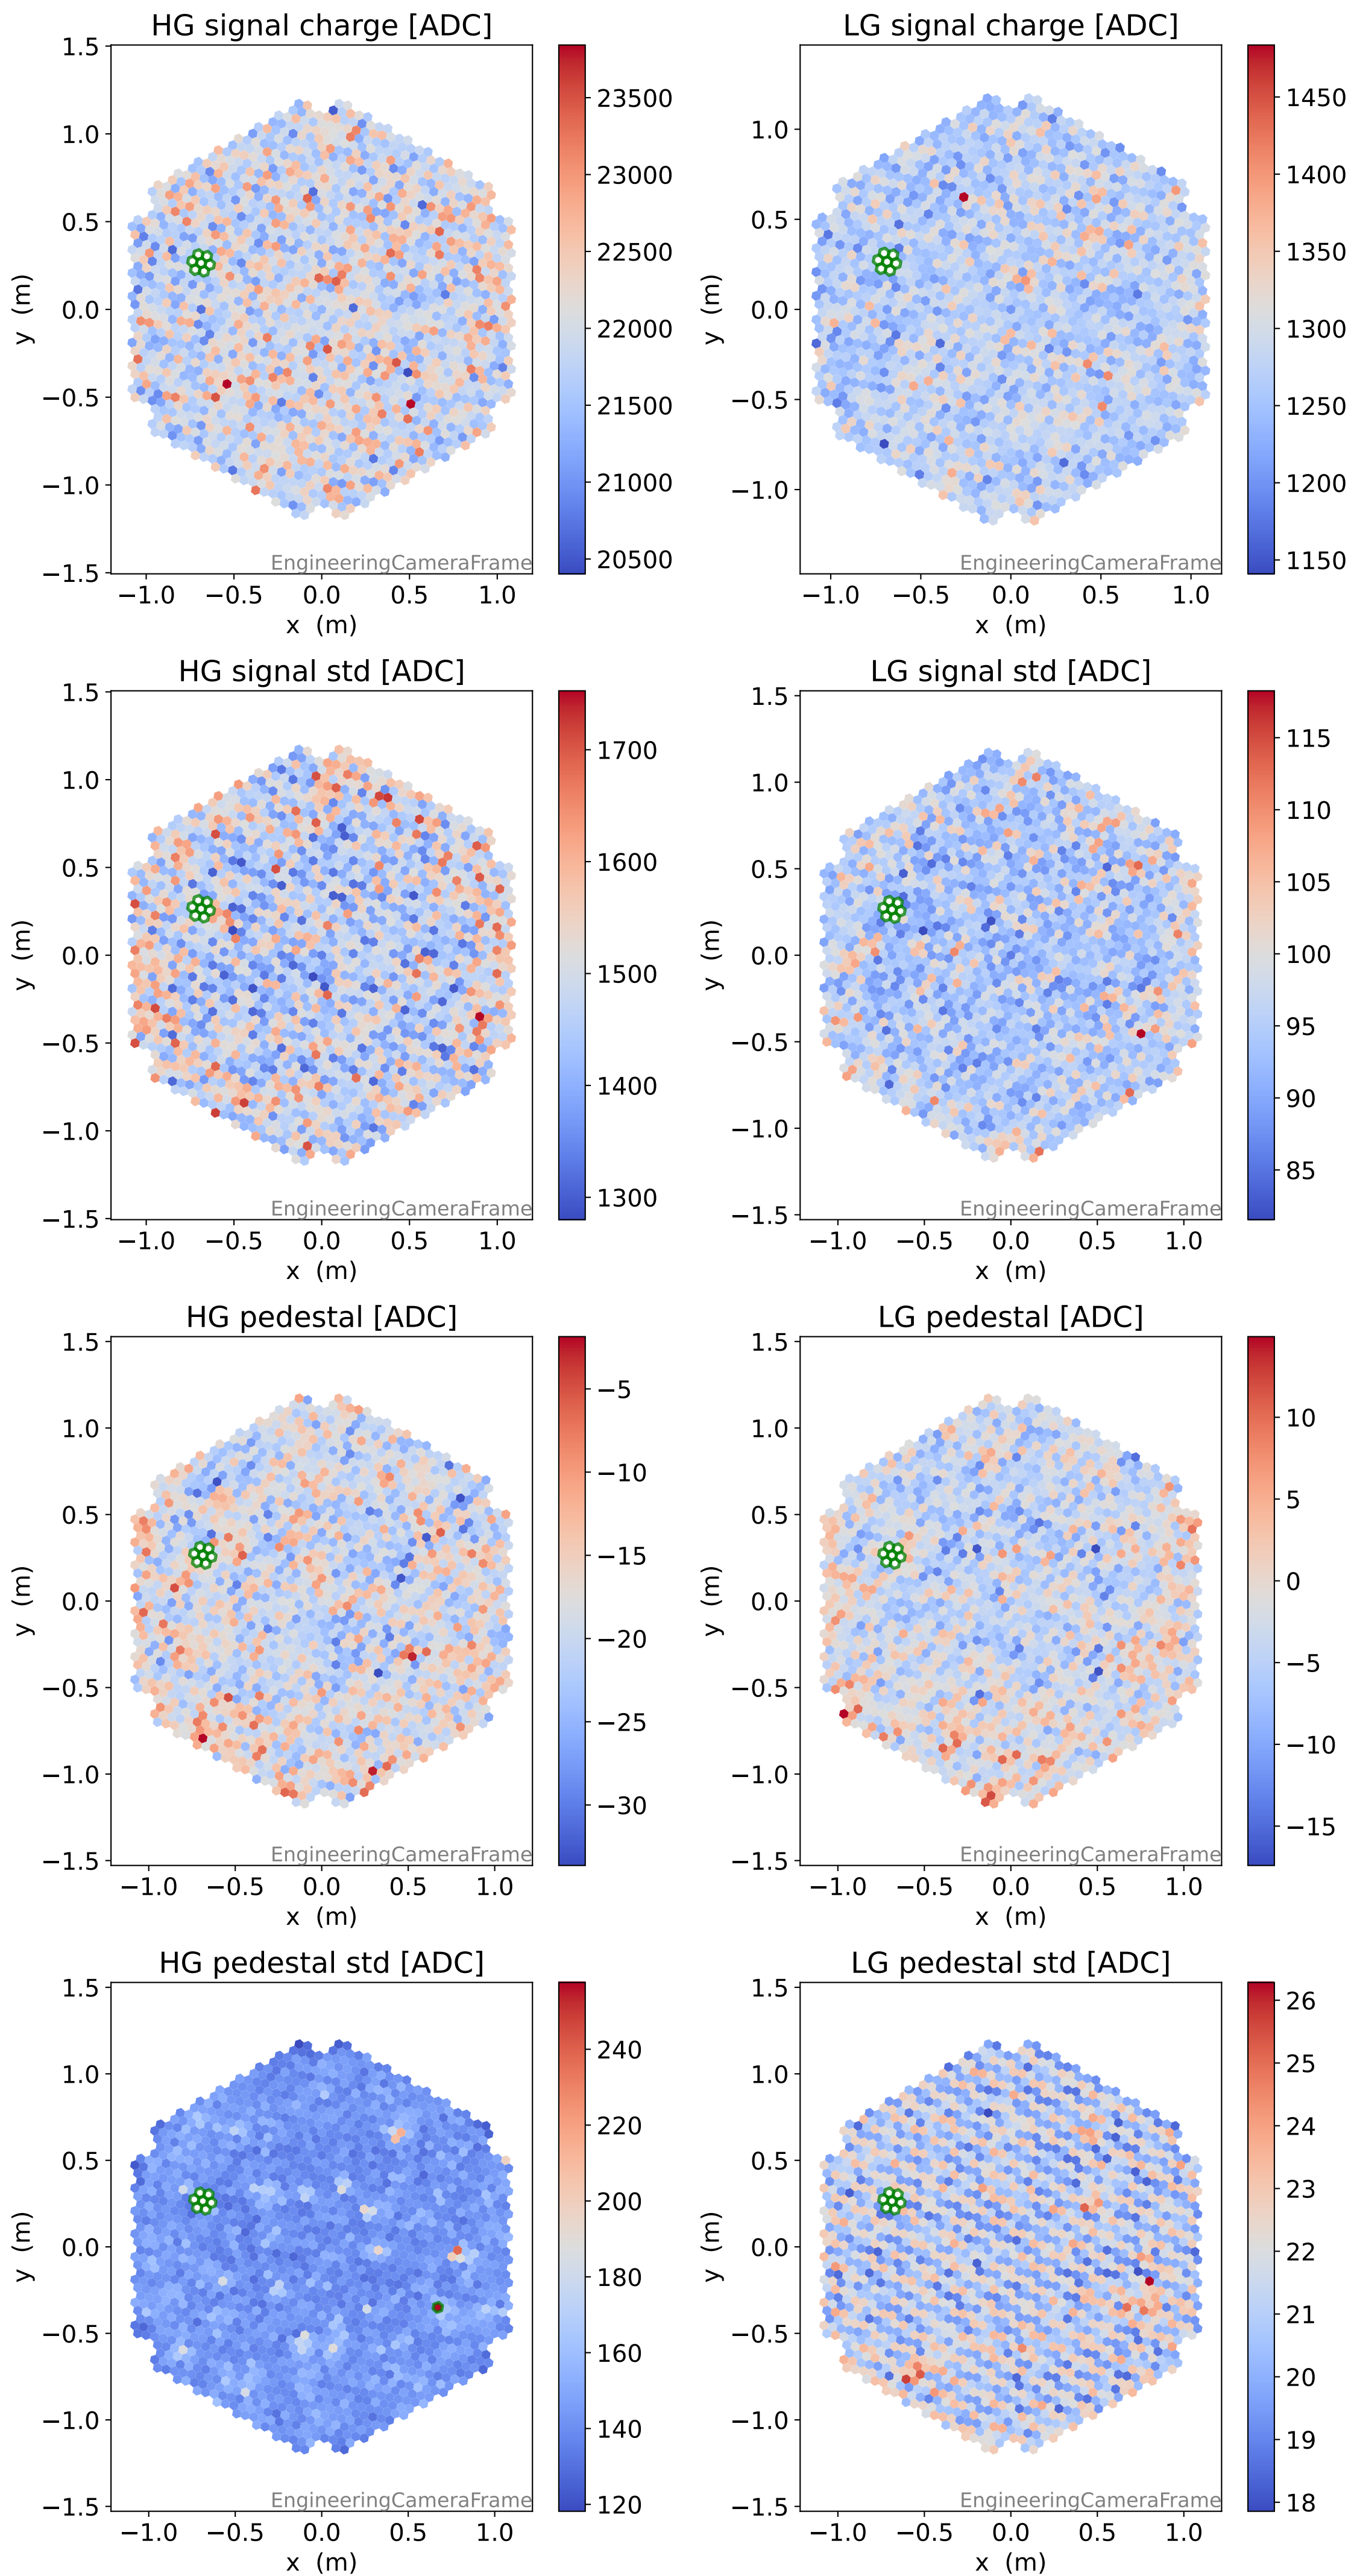 HG signal charge [ADC]
1.5
1.0
0.5
0.0
−0.5
−1.0
−1.5
y (m)
−1.0 −0.5 0.0 0.5 1.0
x (m)
EngineeringCameraFrame
23500
23000
22500
22000
21500
21000
20500
LG signal charge [ADC]
1.0
0.5
0.0
−0.5
−1.0
y (m)
−1.0 −0.5 0.0 0.5 1.0
x (m)
EngineeringCameraFrame
1450
1400
1350
1300
1250
1200
1150
HG signal std [ADC]
1.5
1.0
0.5
0.0
−0.5
−1.0
−1.5
y (m)
−1.0 −0.5 0.0 0.5 1.0
x (m)
EngineeringCameraFrame
1700
1600
1500
1400
1300
LG signal std [ADC]
1.5
1.0
0.5
0.0
−0.5
−1.0
−1.5
y (m)
−1.0 −0.5 0.0 0.5 1.0
x (m)
EngineeringCameraFrame
115
110
105
100
95
90
85
HG pedestal [ADC]
1.5
1.0
0.5
0.0
−0.5
−1.0
−1.5
y (m)
−1.0 −0.5 0.0 0.5 1.0
x (m)
EngineeringCameraFrame
−5
−10
−15
−20
−25
−30
LG pedestal [ADC]
1.5
1.0
0.5
0.0
−0.5
−1.0
−1.5
y (m)
−1.0 −0.5 0.0 0.5 1.0
x (m)
EngineeringCameraFrame
10
5
0
−5
−10
−15
HG pedestal std [ADC]
1.5
1.0
0.5
0.0
−0.5
−1.0
−1.5
y (m)
−1.0 −0.5 0.0 0.5 1.0
x (m)
EngineeringCameraFrame
240
220
200
180
160
140
120
LG pedestal std [ADC]
1.5
1.0
0.5
0.0
−0.5
−1.0
−1.5
y (m)
−1.0 −0.5 0.0 0.5 1.0
x (m)
EngineeringCameraFrame
26
25
24
23
22
21
20
19
18